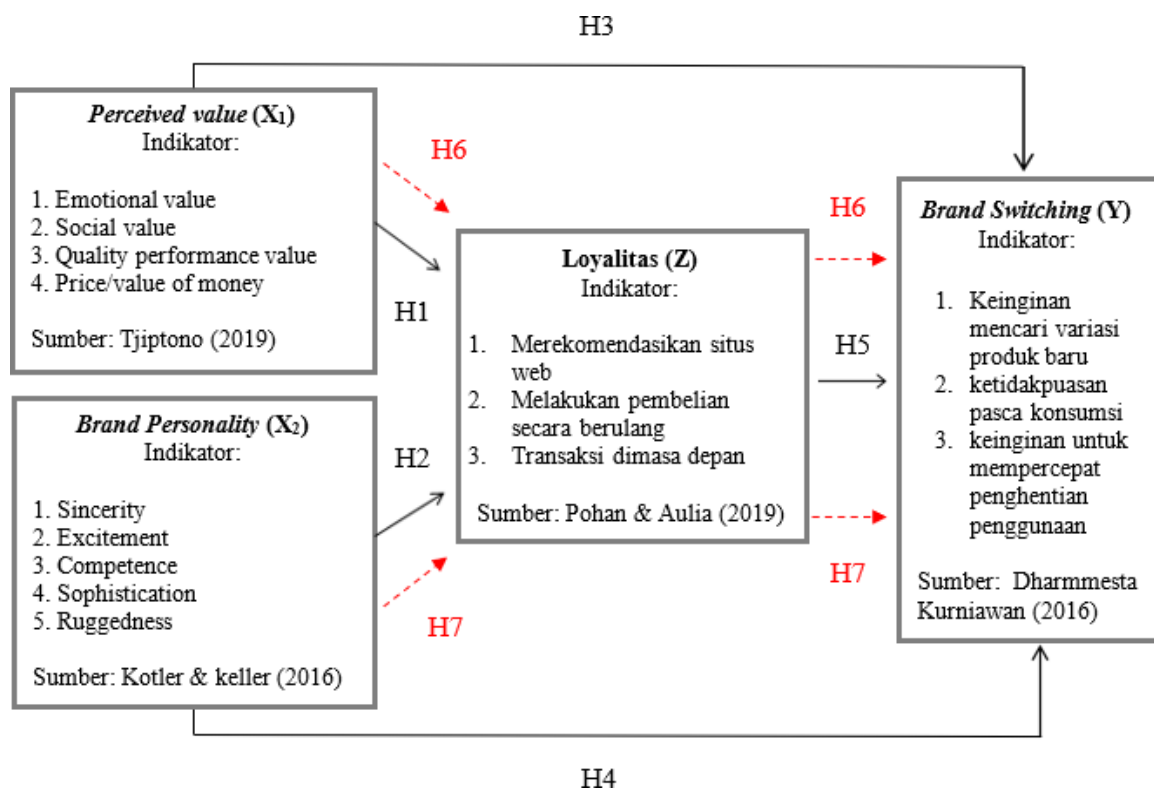 H3
Perceived value (X₁)
Indikator:
1. Emotional value
2. Social value
3. Quality performance value
4. Price/value of money
Sumber: Tjiptono (2019)
H6
H1
Brand Personality (X₂)
Indikator:
1. Sincerity
2. Excitement
3. Competence
4. Sophistication
5. Ruggedness
Sumber: Kotler & keller (2016)
H2
H7
Loyalitas (Z)
Indikator:
1. Merekomendasikan situs
web
2. Melakukan pembelian
secara berulang
3. Transaksi dimasa depan
Sumber: Pohan & Aulia (2019)
H6
H5
H7
Brand Switching (Y)
Indikator:
1. Keinginan
mencari variasi
produk baru
2. ketidakpuasan
pasca konsumsi
3. keinginan untuk
mempercepat
penghentian
penggunaan
Sumber: Dharmmesta
Kurniawan (2016)
H4